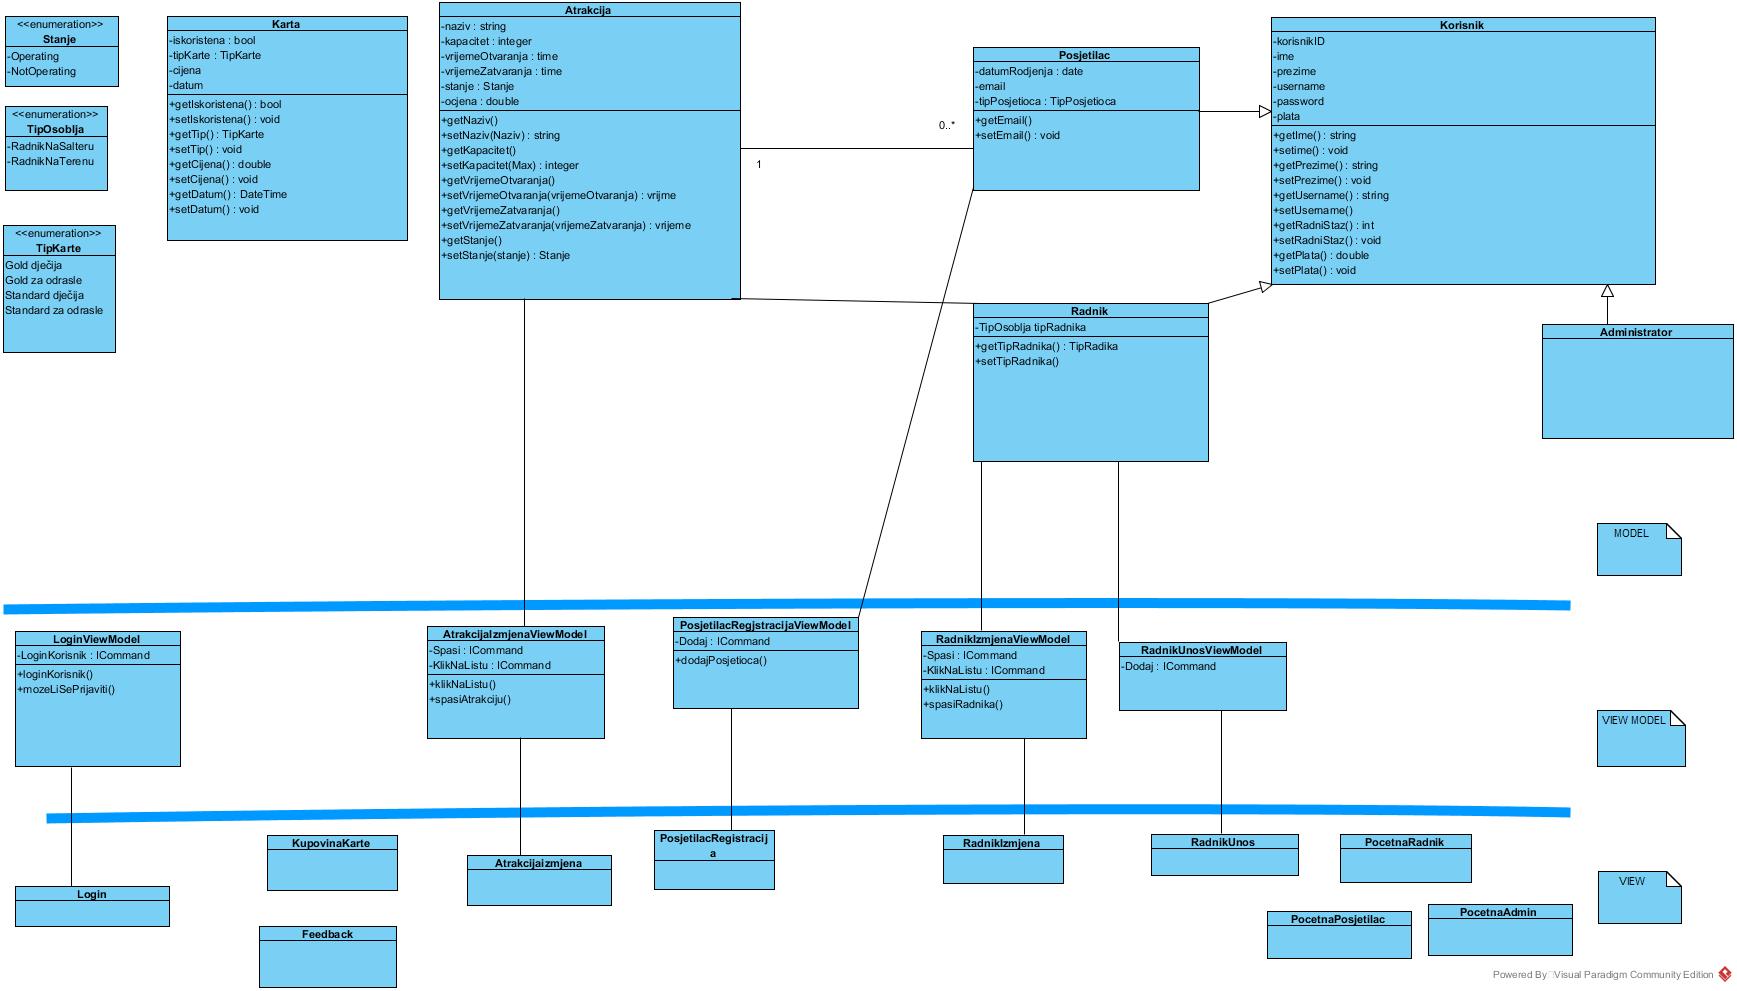 <<enumeration>>
Stanje
-Operating
-NotOperating
<<enumeration>>
TipOsoblja
-RadnikNaSalteru
-RadnikNaTerenu
<<enumeration>>
TipKarte
Gold dječija
Gold za odrasle
Standard dječija
Standard za odrasle
Karta
-iskoristena : bool
-tipKarte : TipKarte
-cijena
-datum
+getIskoristena() : bool
+setIskoristena() : void
+getTip() : TipKarte
+setTip() : void
+getCijena() : double
+setCijena() : void
+getDatum() : DateTime
+setDatum() : void
Atrakcija
-naziv : string
-kapacitet : integer
-vrijemeOtvaranja : time
-vrijemeZatvaranja : time
-stanje : Stanje
-ocjena : double
+getNaziv()
+setNaziv(Naziv) : string
+getKapacitet()
+setKapacitet(Max) : integer
+getVrijemeOtvaranja()
+setVrijemeOtvaranja(vrijemeOtvaranja) : vrijme
+getVrijemeZatvaranja()
+setVrijemeZatvaranja(vrijemeZatvaranja) : vrijeme
+getStanje()
+setStanje(stanje) : Stanje
0..*
1
Posjetilac
-datumRodjenja : date
-email
-tipPosjetioca : TipPosjetioca
+getEmail()
+setEmail() : void
Korisnik
-korisnikID
-ime
-prezime
-username
-password
-plata
+getIme() : string
+setime() : void
+getPrezime() : string
+setPrezime() : void
+getUsername() : string
+setUsername()
+getRadniStaz() : int
+setRadniStaz() : void
+getPlata() : double
+setPlata() : void
Radnik
-TipOsoblja tipRadnika
+getTipRadnika() : TipRadika
+setTipRadnika()
Administrator
MODEL
LoginViewModel
-LoginKorisnik : ICommand
+loginKorisnik()
+mozeLiSePrijaviti()
AtrakcijaIzmjenaViewModel
-Spasi : ICommand
-KlikNaListu : ICommand
+klikNaListu()
+spasiAtrakciju()
PosjetilacRegjstracijaViewModel
-Dodaj : ICommand
+dodajPosjetioca()
RadnikIzmjenaViewModel
-Spasi : ICommand
-KlikNaListu : ICommand
+klikNaListu()
+spasiRadnika()
RadnikUnosViewModel
-Dodaj : ICommand
VIEW MODEL
Login
KupovinaKarte
Feedback
Atrakcijaizmjena
PosjetilacRegistracij
a
RadnikIzmjena
RadnikUnos
PocetnaRadnik
PocetnaPosjetilac
PocetnaAdmin
VIEW
Powered By Visual Paradigm Community Edition